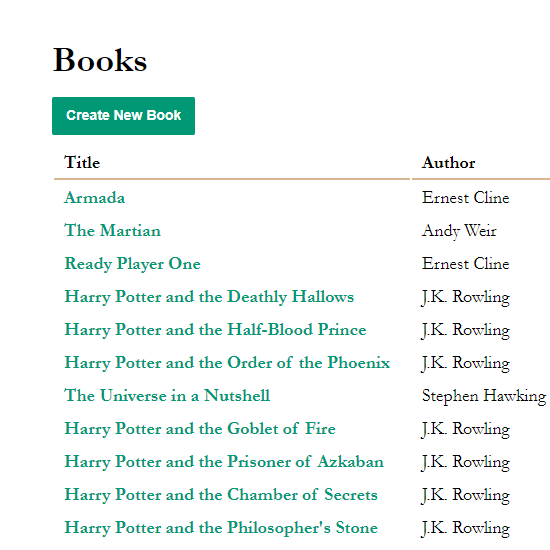 Books
Create New Book
Title Author
Armada Ernest Cline
The Martian Andy Weir
Ready Player One Ernest Cline
Harry Potter and the Deathly Hallows J.K. Rowling
Harry Potter and the Half-Blood Prince J.K. Rowling
Harry Potter and the Order of the Phoenix J.K. Rowling
The Universe in a Nutshell Stephen Hawking
Harry Potter and the Goblet of Fire J.K. Rowling
Harry Potter and the Prisoner of Azkaban J.K. Rowling
Harry Potter and the Chamber of Secrets J.K. Rowling
Harry Potter and the Philosopher's Stone J.K. Rowling